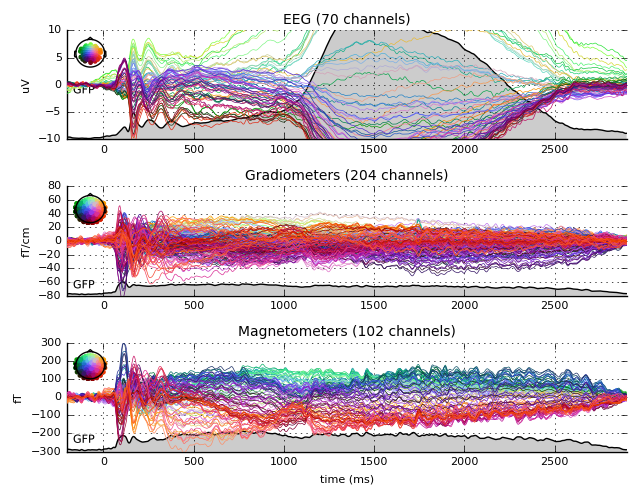 EEG (70 channels)
10
5
0
−5
−10
uV
GFP
0 500 1000 1500 2000 2500
Gradiometers (204 channels)
80
60
40
20
0
−20
−40
−60
−80
fT/cm
GFP
0 500 1000 1500 2000 2500
Magnetometers (102 channels)
300
200
100
0
−100
−200
−300
fT
GFP
0 500 1000 1500 2000 2500
time (ms)